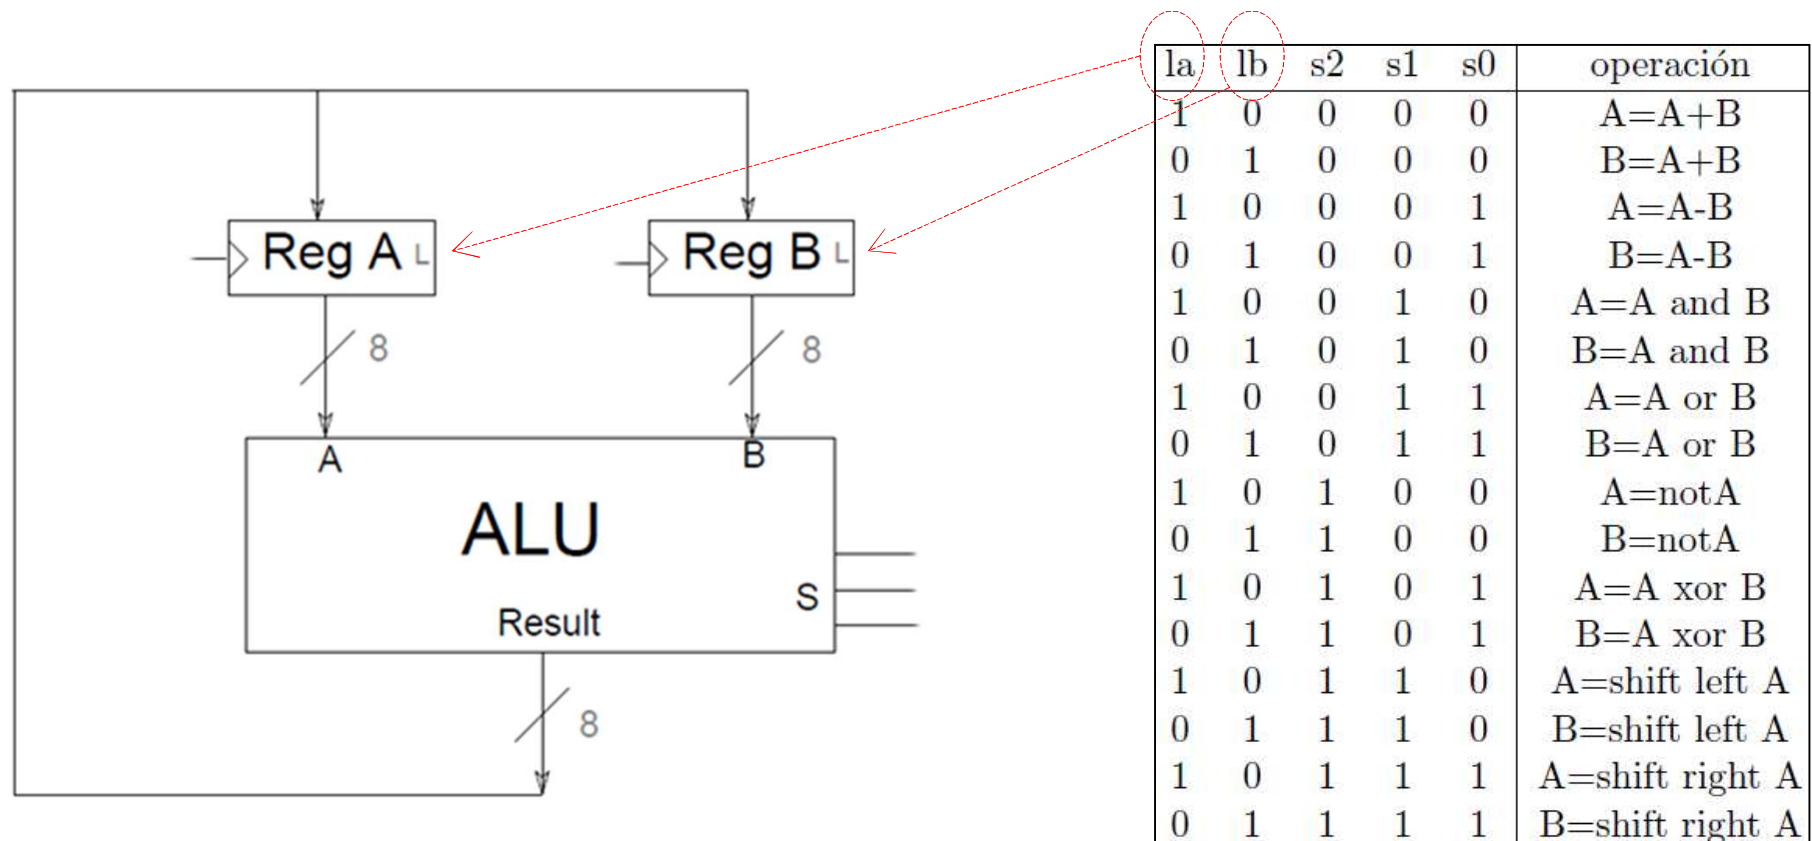 Reg A L
Reg B L
8
8
A
B
ALU
S
Result
8
la lb s2 s1 s0 operación
1 0 0 0 0 A=A+B
0 1 0 0 0 B=A+B
1 0 0 0 1 A=A-B
0 1 0 0 1 B=A-B
1 0 0 1 0 A=A and B
0 1 0 1 0 B=A and B
1 0 0 1 1 A=A or B
0 1 0 1 1 B=A or B
1 0 1 0 0 A=notA
0 1 1 0 0 B=notA
1 0 1 0 1 A=A xor B
0 1 1 0 1 B=A xor B
1 0 1 1 0 A=shift left A
0 1 1 1 0 B=shift left A
1 0 1 1 1 A=shift right A
0 1 1 1 1 B=shift right A